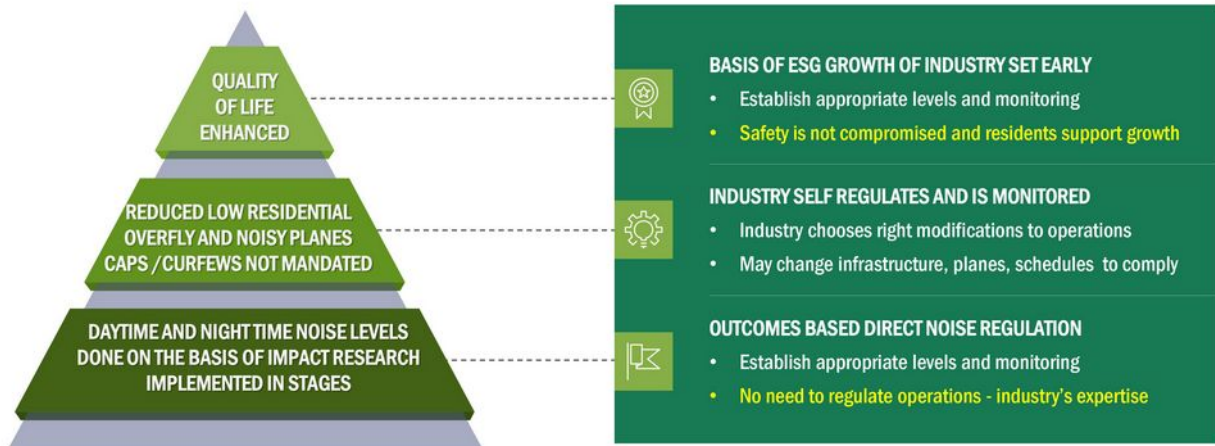 QUALITY
OF LIFE
ENHANCED
REDUCED LOW RESIDENTIAL
OVERFLY AND NOISY PLANES
CAPS /CURFEWS NOT MANDATED
DAYTIME AND NIGHT TIME NOISE LEVELS
DONE ON THE BASIS OF IMPACT RESEARCH
IMPLEMENTED IN STAGES
BASIS OF ESG GROWTH OF INDUSTRY SET EARLY
• Establish appropriate levels and monitoring
• Safety is not compromised and residents support growth
INDUSTRY SELF REGULATES AND IS MONITORED
• Industry chooses right modifications to operations
• May change infrastructure, planes, schedules to comply
OUTCOMES BASED DIRECT NOISE REGULATION
• Establish appropriate levels and monitoring
• No need to regulate operations - industry's expertise